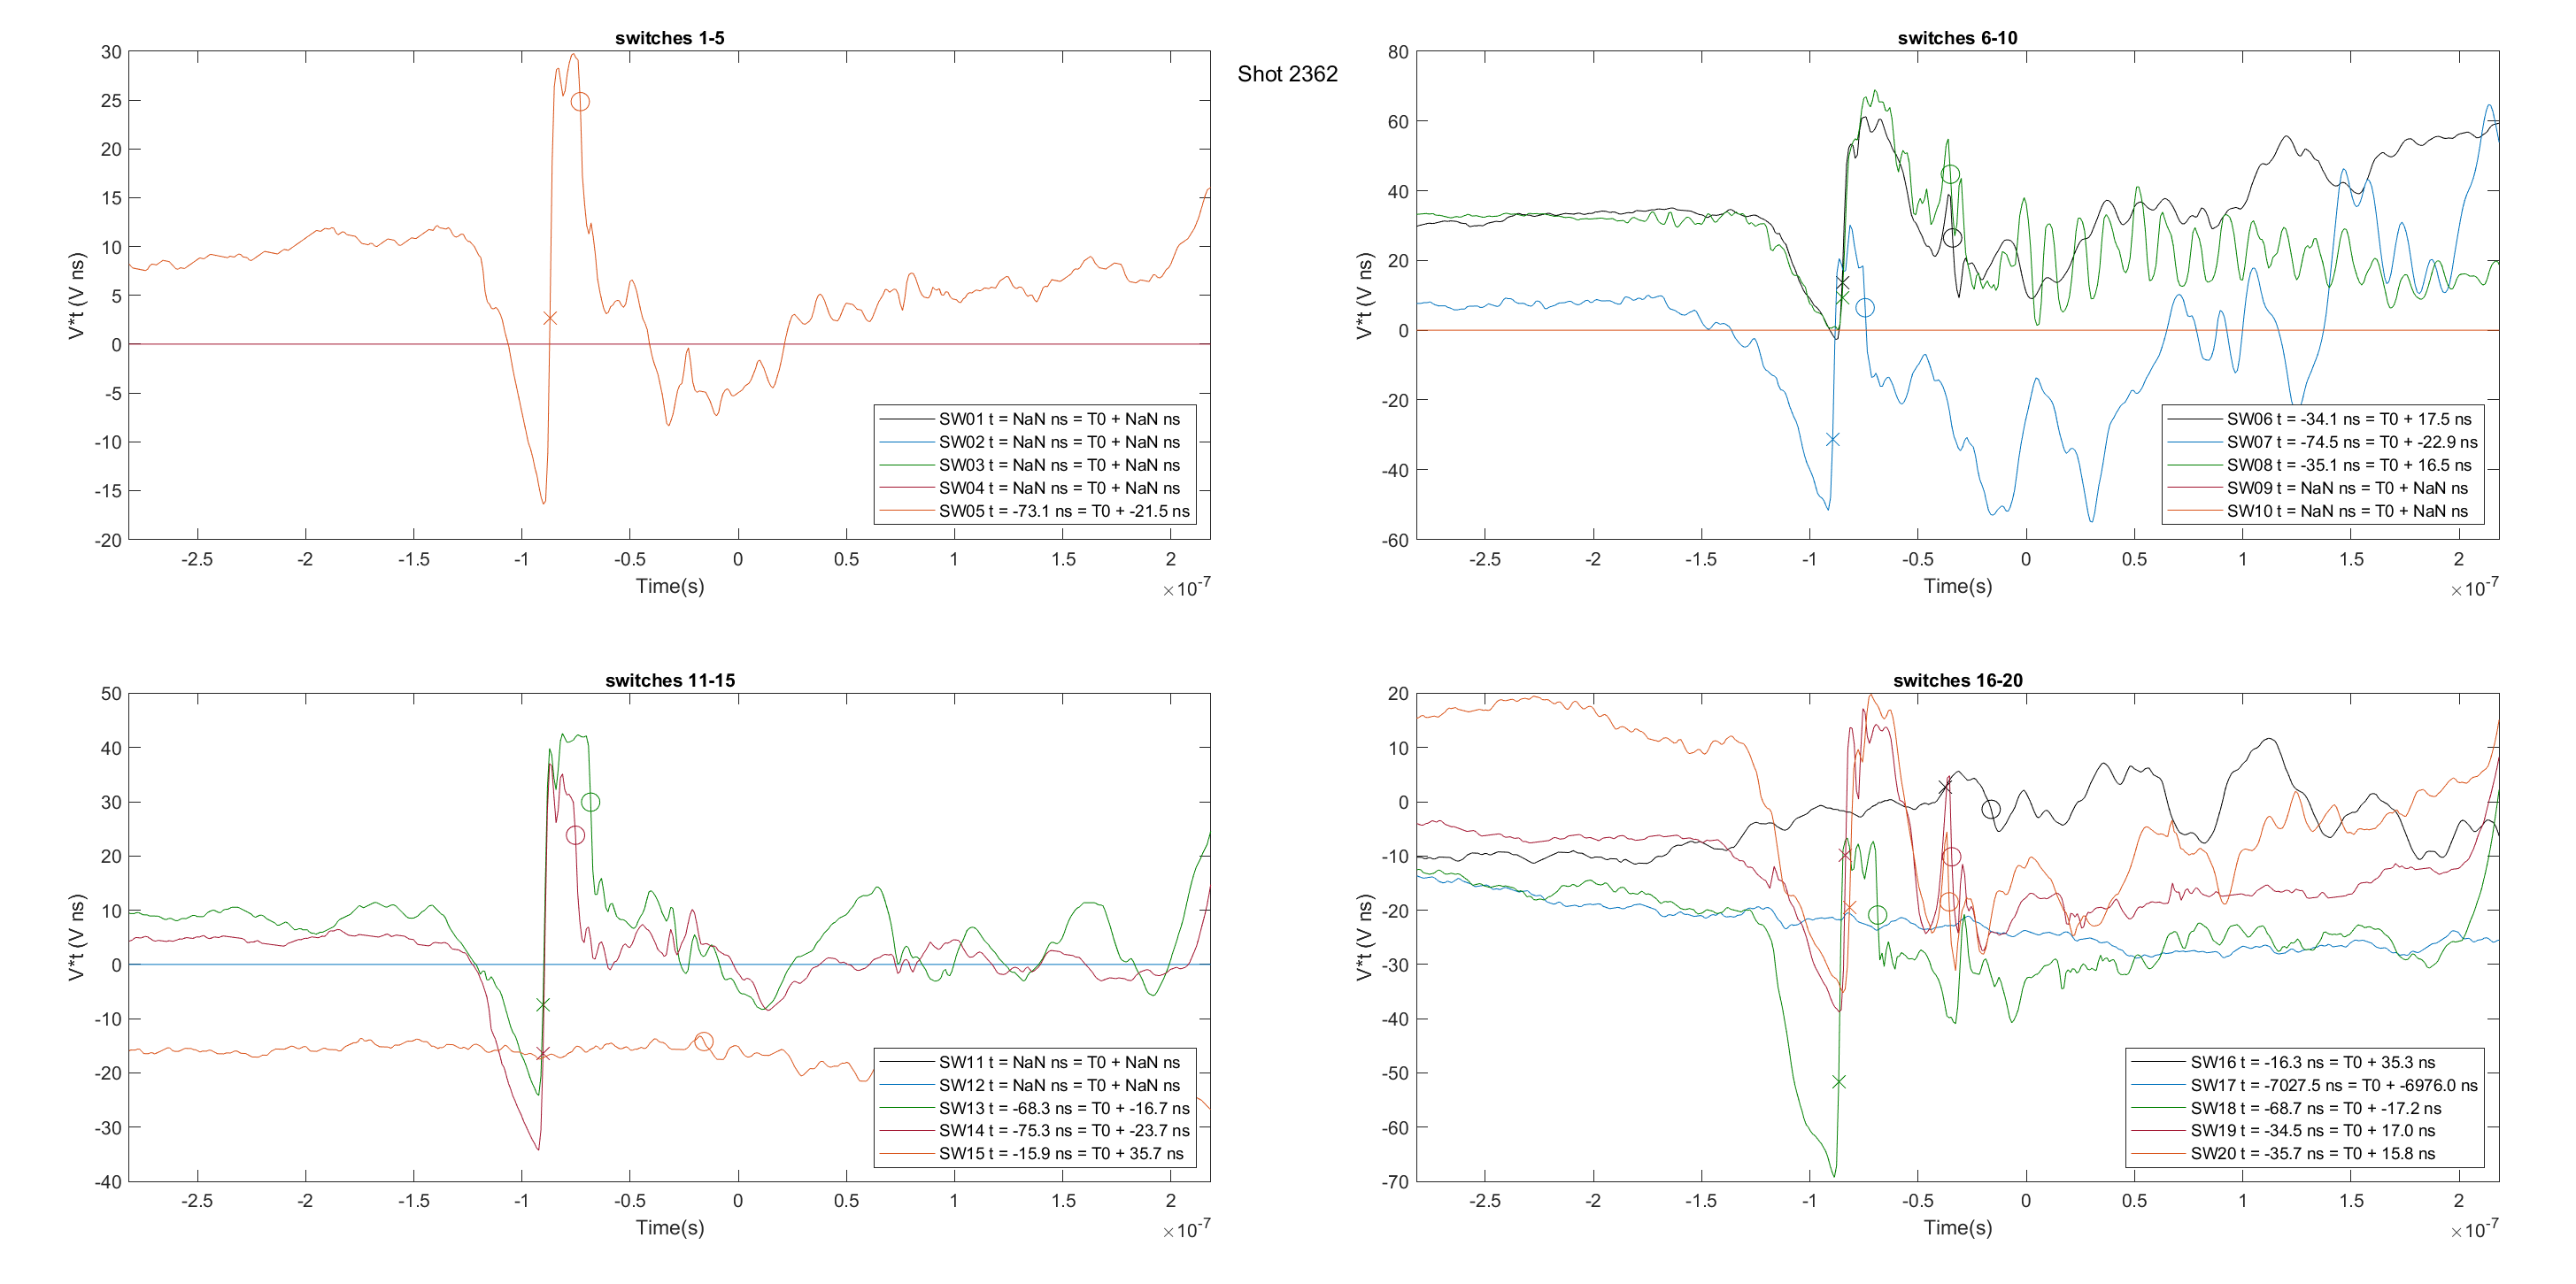 Shot 2362
switches 1-5
30
25
20
15
10
5
0
-5
-10
-15
-20
V*t (V ns)
-2.5 -2 -1.5 -1 -0.5 0 0.5 1 1.5 2
Time(s)
×10-7
SW01 t = NaN ns = T0 + NaN ns
SW02 t = NaN ns = T0 + NaN ns
SW03 t = NaN ns = T0 + NaN ns
SW04 t = NaN ns = T0 + NaN ns
SW05 t = -73.1 ns = T0 + -21.5 ns
switches 6-10
80
60
40
20
0
-20
-40
-60
V*t (V ns)
-2.5 -2 -1.5 -1 -0.5 0 0.5 1 1.5 2
Time(s)
×10-7
SW06 t = -34.1 ns = T0 + 17.5 ns
SW07 t = -74.5 ns = T0 + -22.9 ns
SW08 t = -35.1 ns = T0 + 16.5 ns
SW09 t = NaN ns = T0 + NaN ns
SW10 t = NaN ns = T0 + NaN ns
switches 11-15
50
40
30
20
10
0
-10
-20
-30
-40
V*t (V ns)
-2.5 -2 -1.5 -1 -0.5 0 0.5 1 1.5 2
Time(s)
×10-7
SW11 t = NaN ns = T0 + NaN ns
SW12 t = NaN ns = T0 + NaN ns
SW13 t = -68.3 ns = T0 + -16.7 ns
SW14 t = -75.3 ns = T0 + -23.7 ns
SW15 t = -15.9 ns = T0 + 35.7 ns
switches 16-20
20
10
0
-10
-20
-30
-40
-50
-60
-70
V*t (V ns)
-2.5 -2 -1.5 -1 -0.5 0 0.5 1 1.5 2
Time(s)
×10-7
SW16 t = -16.3 ns = T0 + 35.3 ns
SW17 t = -7027.5 ns = T0 + -6976.0 ns
SW18 t = -68.7 ns = T0 + -17.2 ns
SW19 t = -34.5 ns = T0 + 17.0 ns
SW20 t = -35.7 ns = T0 + 15.8 ns